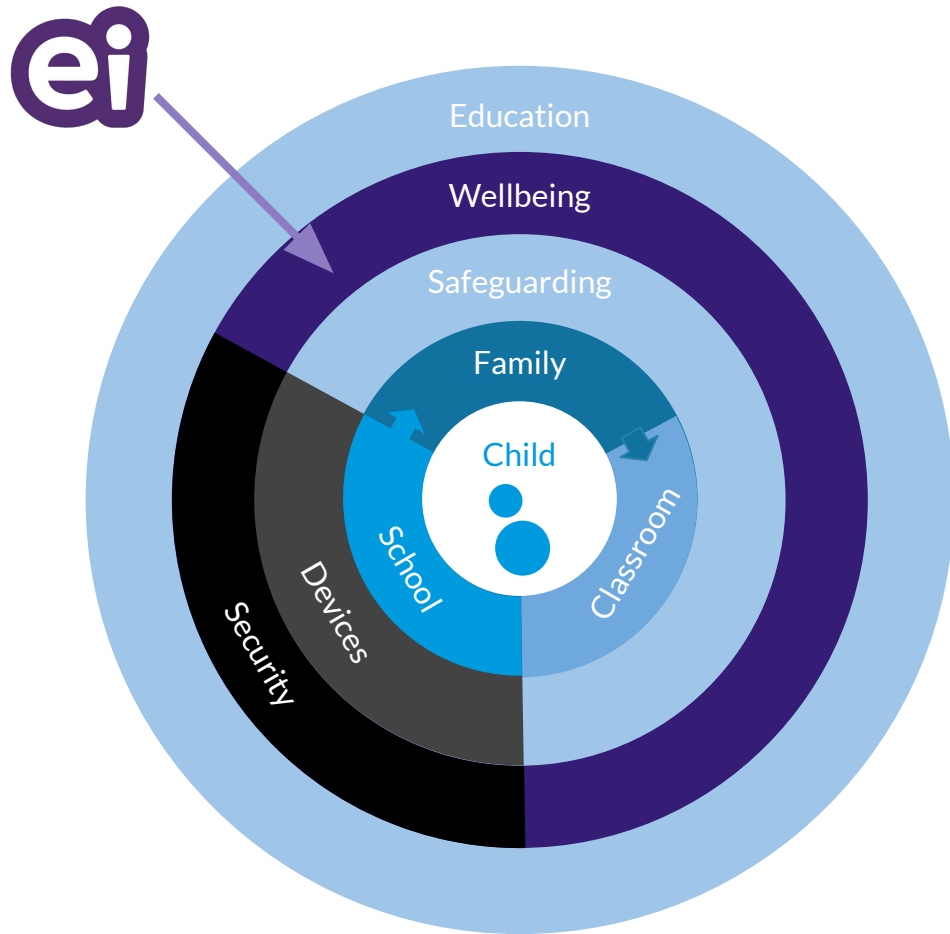 ei
Education
Wellbeing
Safeguarding
Family
Child
School
Classroom
Devices
Security